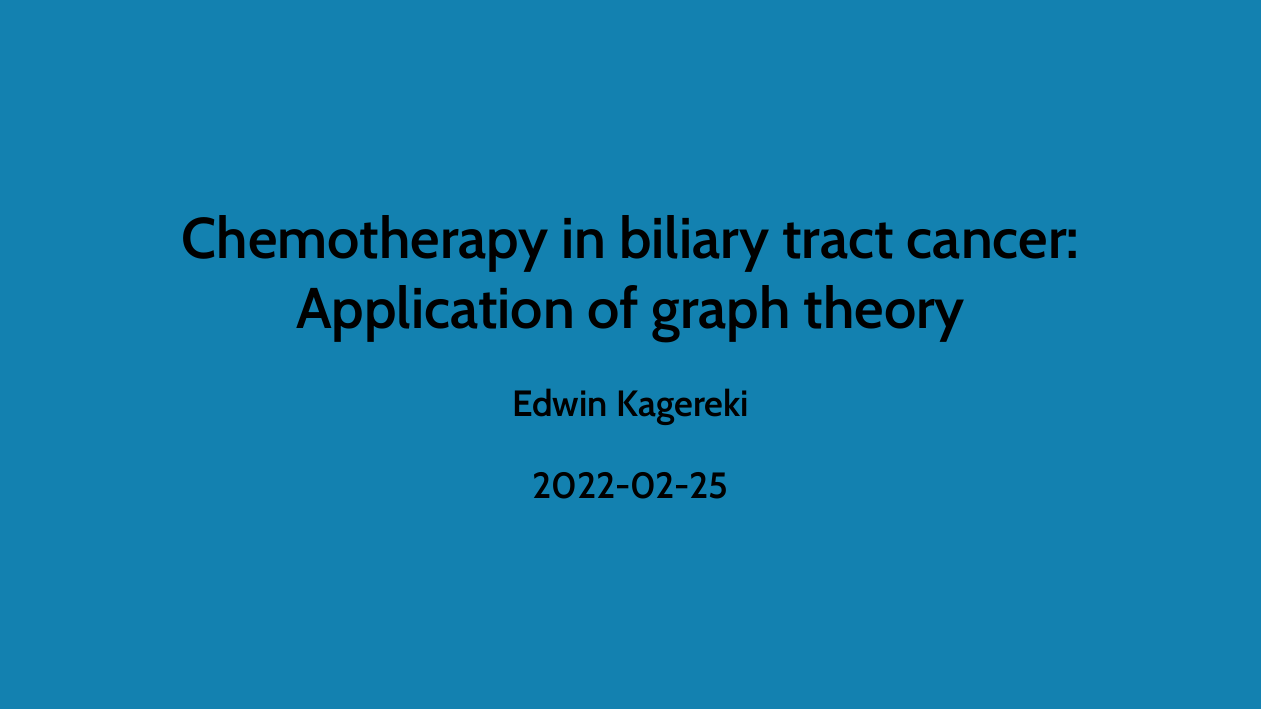 Chemotherapy in biliary tract cancer:
Application of graph theory
Edwin Kagereki
2022-02-25